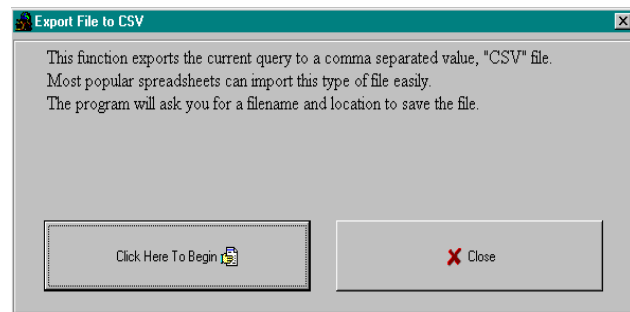 Export File to CSV
This function exports the current query to a comma separated value, "CSV" file.
Most popular spreadsheets can import this type of file easily.
The program will ask you for a filename and location to save the file.
Click Here To Begin
Close